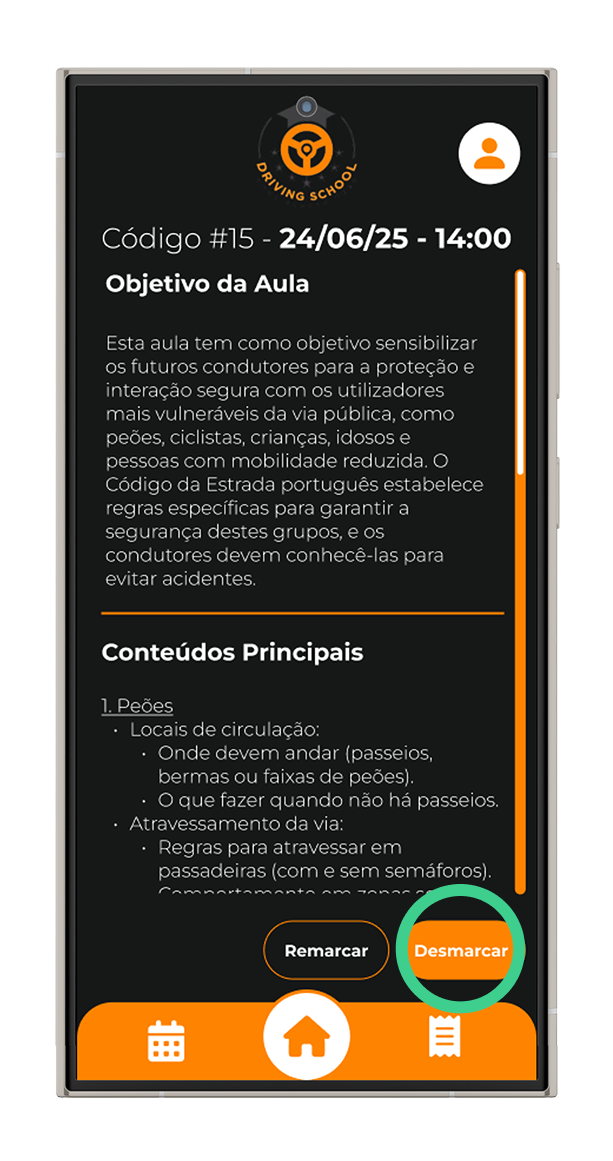 DRIVING SCHOOL
Código #15 - 24/06/25 - 14:00
Objetivo da Aula
Esta aula tem como objetivo sensibilizar
os futuros condutores para a proteção e
interação segura com os utilizadores
mais vulneráveis da via pública, como
peões, ciclistas, crianças, idosos e
pessoas com mobilidade reduzida. O
Código da Estrada português estabelece
regras específicas para garantir a
segurança destes grupos, e os
condutores devem conhecê-las para
evitar acidentes.
Conteúdos Principais
1. Peões
• Locais de circulação:
• Onde devem andar (passeios,
bermas ou faixas de peões).
• O que fazer quando não há passeios.
• Atravessamento da via:
• Regras para atravessar em
passadeiras (com e sem semáforos).
Comportamento em zonas
Remarcar
Desmarcar